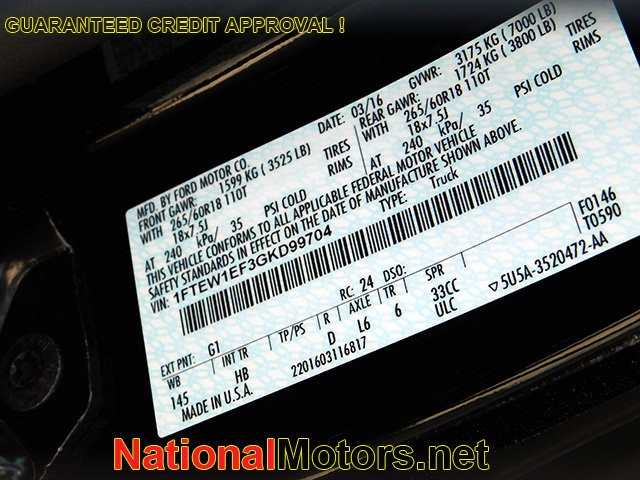 GUARANTEED CREDIT APPROVAL !
MFD. BY FORD MOTOR CO.
DATE: 03/16 GVWR: 3175 KG ( 7000 LB)
FRONT GAWR: 1599 KG ( 3525 LB) REAR GAWR: 1724 KG ( 3800 LB)
WITH 265/60R18 110T TIRES WITH 265/60R18 110T TIRES
18x7.5J RIMS 18x7.5J RIMS
AT 240 kPa/ 35 PSI COLD AT 240 kPa/ 35 PSI COLD
THIS VEHICLE CONFORMS TO ALL APPLICABLE FEDERAL MOTOR VEHICLE
SAFETY STANDARDS IN EFFECT ON THE DATE OF MANUFACTURE SHOWN ABOVE.
VIN: 1FTEW1EF3GKD99704 TYPE: Truck
F0146
T0590
EXT PNT: G1 RC: 24 DSO:
WB INT TR TP/PS R AXLE TR SPR
145 HB D L6 6 33CC
ULC ▽5U5A-3520472-AA
MADE IN U.S.A. 2201603116817
NationalMotors.net